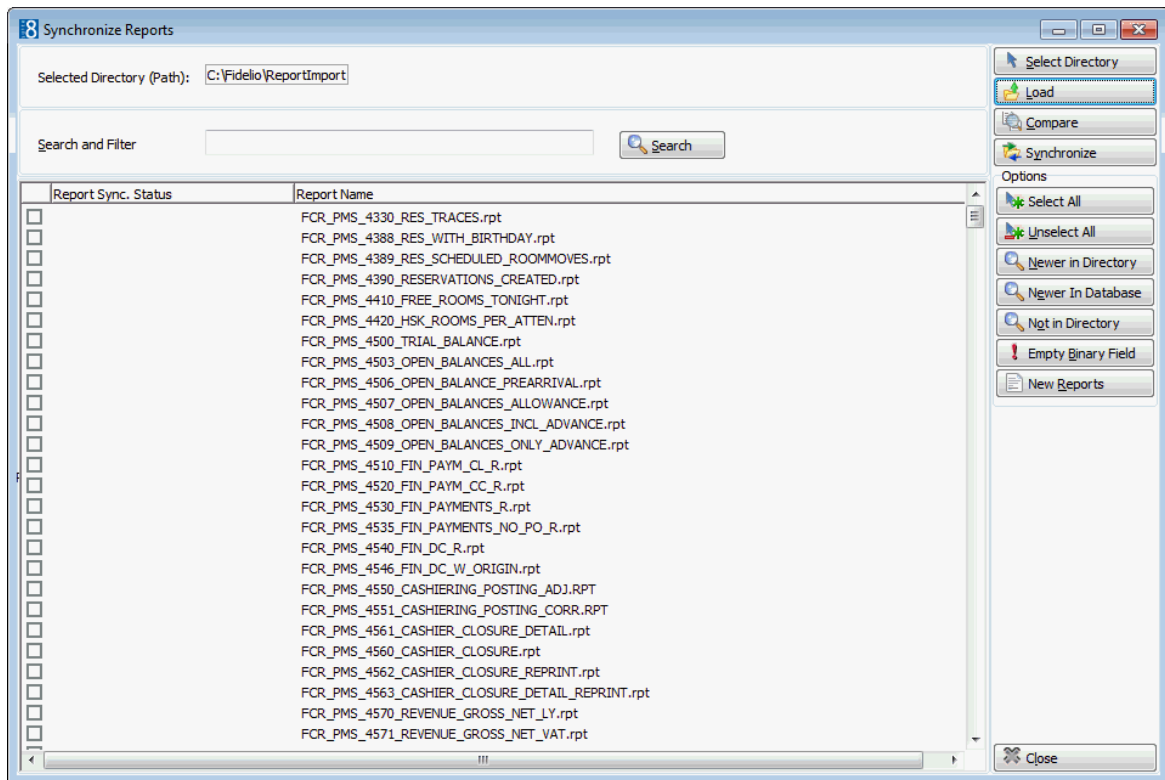 8 Synchronize Reports
Selected Directory (Path): C:\Fidelio\ReportImport
Search and Filter
Search
Report Sync. Status Report Name
FCR_PMS_4330_RES_TRACES.rpt
FCR_PMS_4388_RES_WITH_BIRTHDAY.rpt
FCR_PMS_4389_RES_SCHEDULED_ROOMMOVES.rpt
FCR_PMS_4390_RESERVATIONS_CREATED.rpt
FCR_PMS_4410_FREE_ROOMS_TONIGHT.rpt
FCR_PMS_4420_HSK_ROOMS_PER_ATTEN.rpt
FCR_PMS_4500_TRIAL_BALANCE.rpt
FCR_PMS_4503_OPEN_BALANCES_ALL.rpt
FCR_PMS_4506_OPEN_BALANCE_PREARRIVAL.rpt
FCR_PMS_4507_OPEN_BALANCES_ALLOWANCE.rpt
FCR_PMS_4508_OPEN_BALANCES_INCL_ADVANCE.rpt
FCR_PMS_4509_OPEN_BALANCES_ONLY_ADVANCE.rpt
FCR_PMS_4510_FIN_PAYM_CL_R.rpt
FCR_PMS_4520_FIN_PAYM_CC_R.rpt
FCR_PMS_4530_FIN_PAYMENTS_R.rpt
FCR_PMS_4535_FIN_PAYMENTS_NO_PO_R.rpt
FCR_PMS_4540_FIN_DC_R.rpt
FCR_PMS_4546_FIN_DC_W_ORIGIN.rpt
FCR_PMS_4550_CASHIERING_POSTING_ADJ.RPT
FCR_PMS_4551_CASHIERING_POSTING_CORR.RPT
FCR_PMS_4561_CASHIER_CLOSURE_DETAIL.rpt
FCR_PMS_4560_CASHIER_CLOSURE.rpt
FCR_PMS_4562_CASHIER_CLOSURE_REPRINT.rpt
FCR_PMS_4563_CASHIER_CLOSURE_DETAIL_REPRINT.rpt
FCR_PMS_4570_REVENUE_GROSS_NET_LY.rpt
FCR_PMS_4571_REVENUE_GROSS_NET_VAT.rpt
Select Directory
Load
Compare
Synchronize
Options
Select All
Unselect All
Newer in Directory
Newer In Database
Not in Directory
Empty Binary Field
New Reports
Close